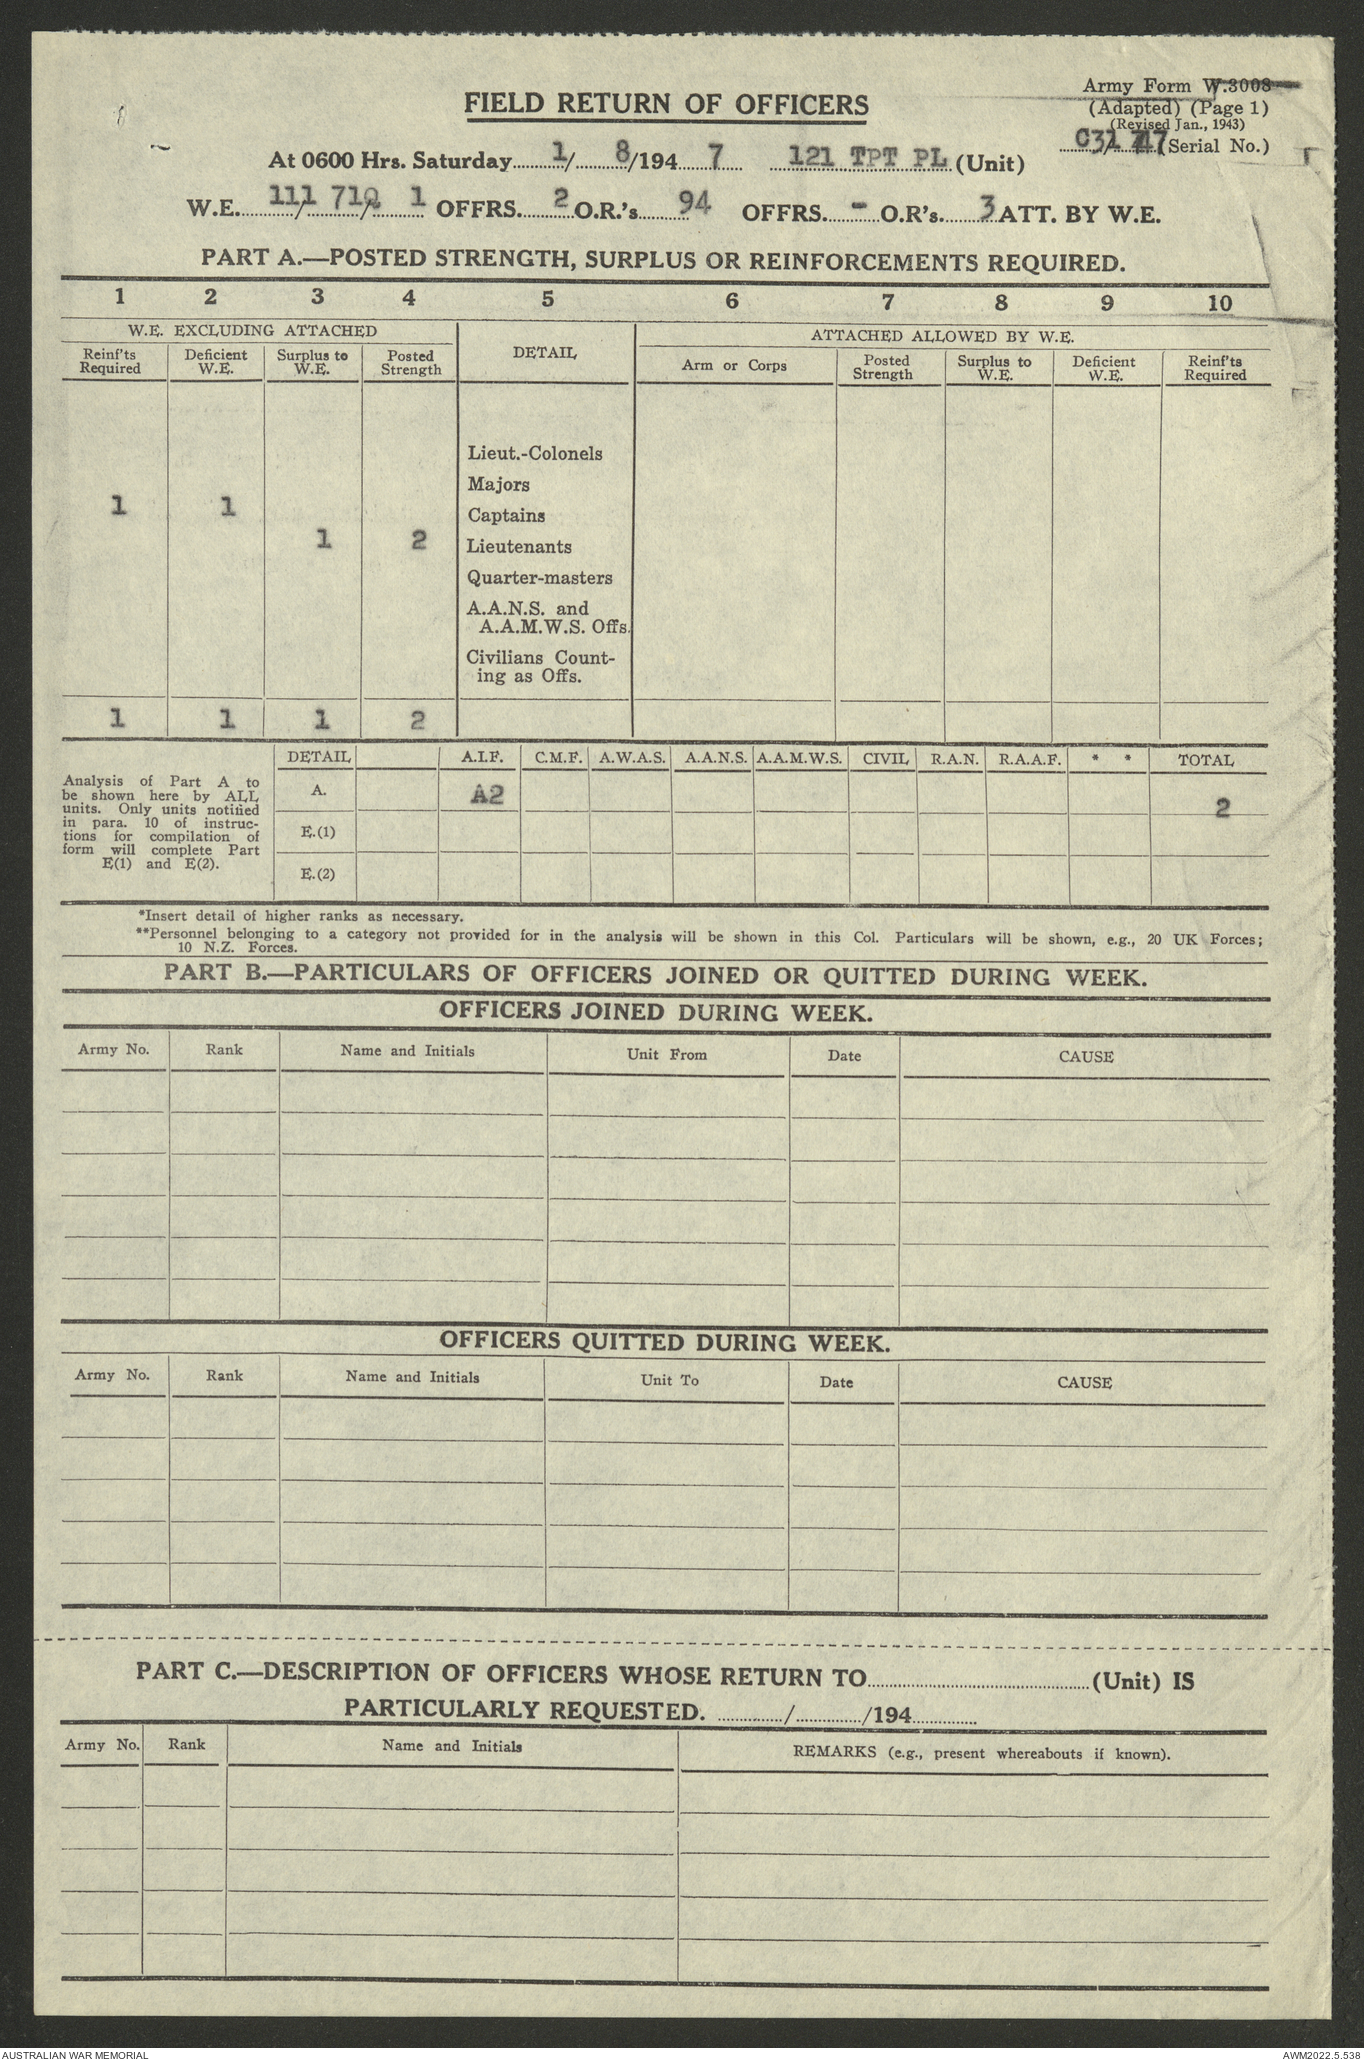 Army Form W.3008
FIELD RETURN OF OFFICERS
(Adapted) (Page 1)
(Revised Jan., 1943)
(Serial No.)
At 0600 Hrs. Saturday 1/ 8/194 7 121 TPT PL (Unit)
W.E. 111/ 71Q/ 1 OFFRS. 2 O.R.'s 94 OFFRS. - O.R's. 3 ATT. BY W.E.
PART A.—POSTED STRENGTH, SURPLUS OR REINFORCEMENTS REQUIRED.
1 2 3 4 5 6 7 8 9 10
W.E. EXCLUDING ATTACHED DETAIL ATTACHED ALLOWED BY W.E.
Reinf'ts Required Deficient W.E. Surplus to W.E. Posted Strength Arm or Corps Posted Strength Surplus to W.E. Deficient W.E. Reinf'ts Required
Lieut.-Colonels
Majors
1 1 Captains
1 2 Lieutenants
Quarter-masters
A.A.N.S. and
A.A.M.W.S. Offs.
Civilians Count-
ing as Offs.
1 1 1 2
DETAIL A.I.F. C.M.F. A.W.A.S. A.A.N.S. A.A.M.W.S. CIVIL R.A.N. R.A.A.F. * * TOTAL
Analysis of Part A to
be shown here by ALL
units. Only units notified
in para. 10 of instruc-
tions for compilation of
form will complete Part
E(1) and E(2).
A. A2 2
E.(1)
E.(2)
*Insert detail of higher ranks as necessary.
**Personnel belonging to a category not provided for in the analysis will be shown in this Col. Particulars will be shown, e.g., 20 UK Forces;
10 N.Z. Forces.
PART B.—PARTICULARS OF OFFICERS JOINED OR QUITTED DURING WEEK.
OFFICERS JOINED DURING WEEK.
Army No. Rank Name and Initials Unit From Date CAUSE
OFFICERS QUITTED DURING WEEK.
Army No. Rank Name and Initials Unit To Date CAUSE
PART C.—DESCRIPTION OF OFFICERS WHOSE RETURN TO (Unit) IS
PARTICULARLY REQUESTED. / /194
Army No. Rank Name and Initials REMARKS (e.g., present whereabouts if known).
AUSTRALIAN WAR MEMORIAL AWM2022.5.538